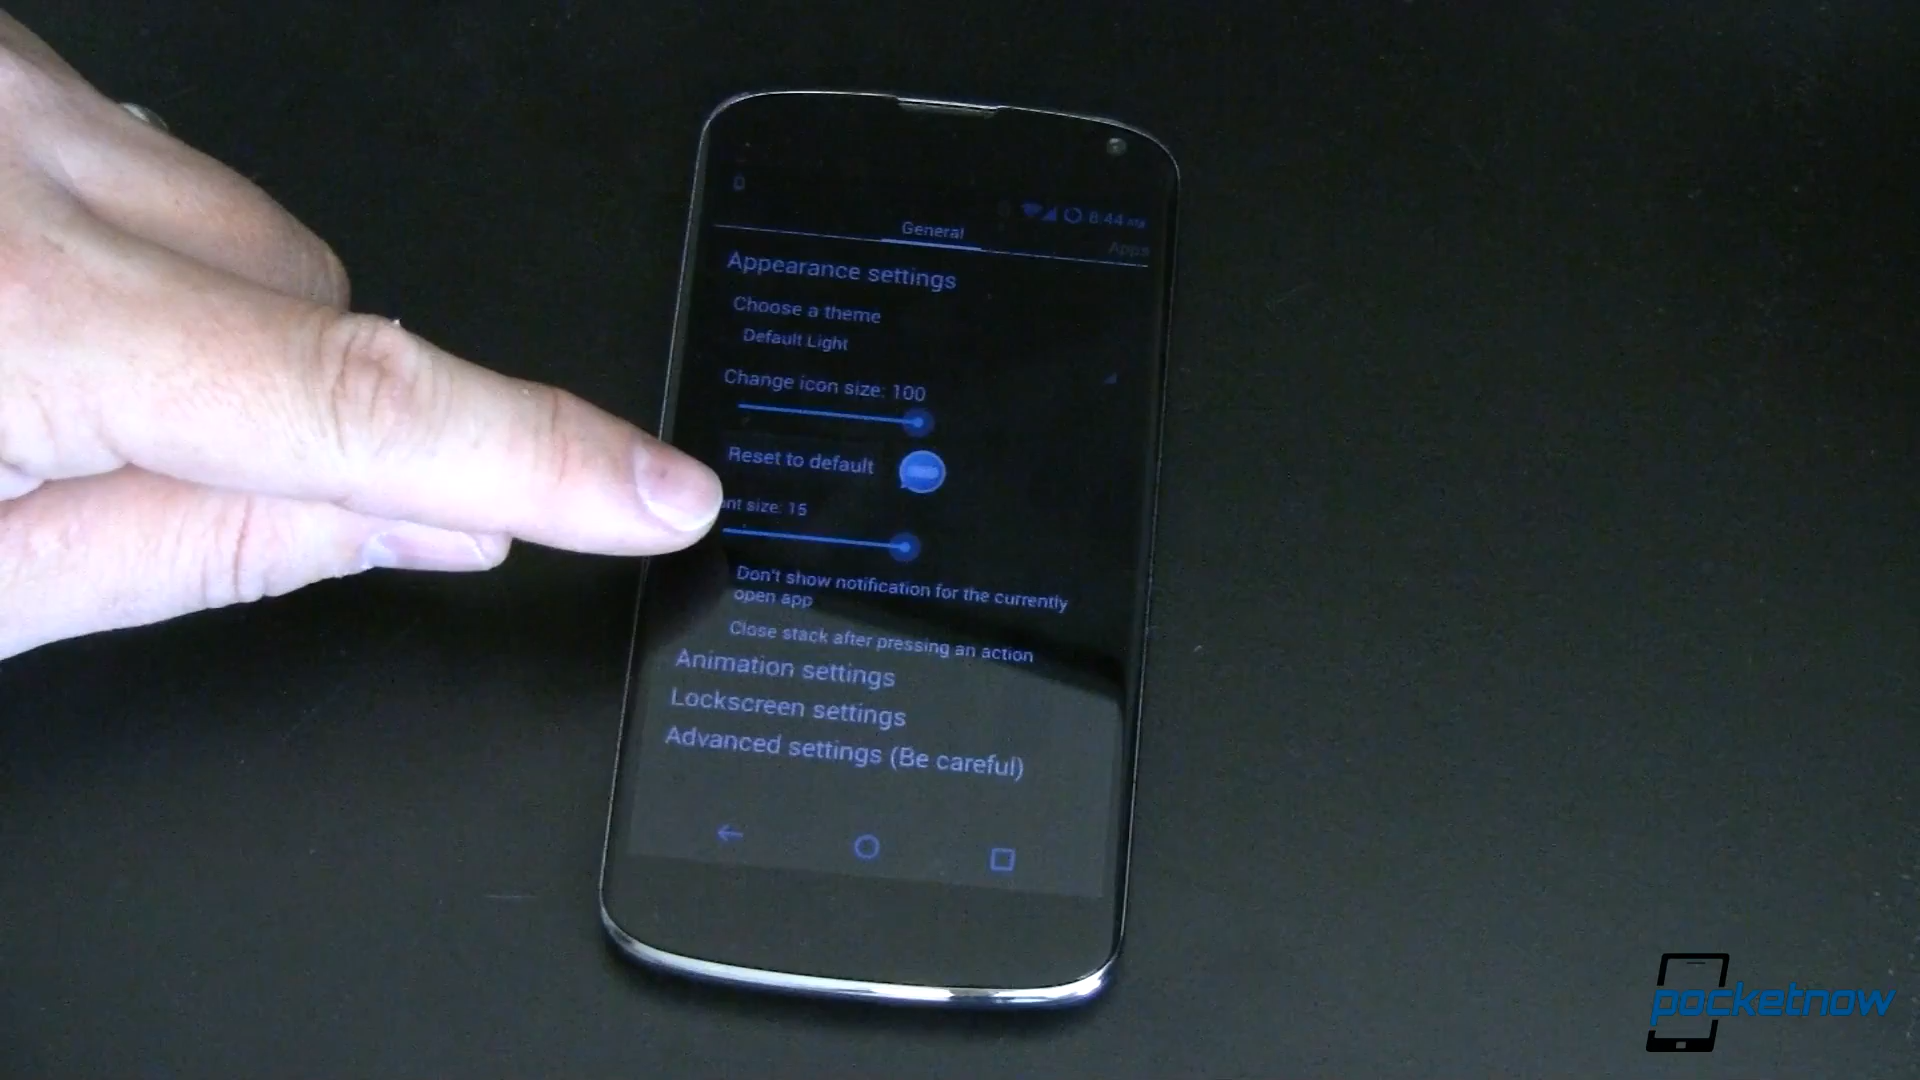 8:44 AM
General
Apps
Appearance settings
Choose a theme
Default Light
Change icon size: 100
Reset to default
nt size: 15
Don't show notification for the currently
open app
Close stack after pressing an action
Animation settings
Lockscreen settings
Advanced settings (Be careful)
pocketnow